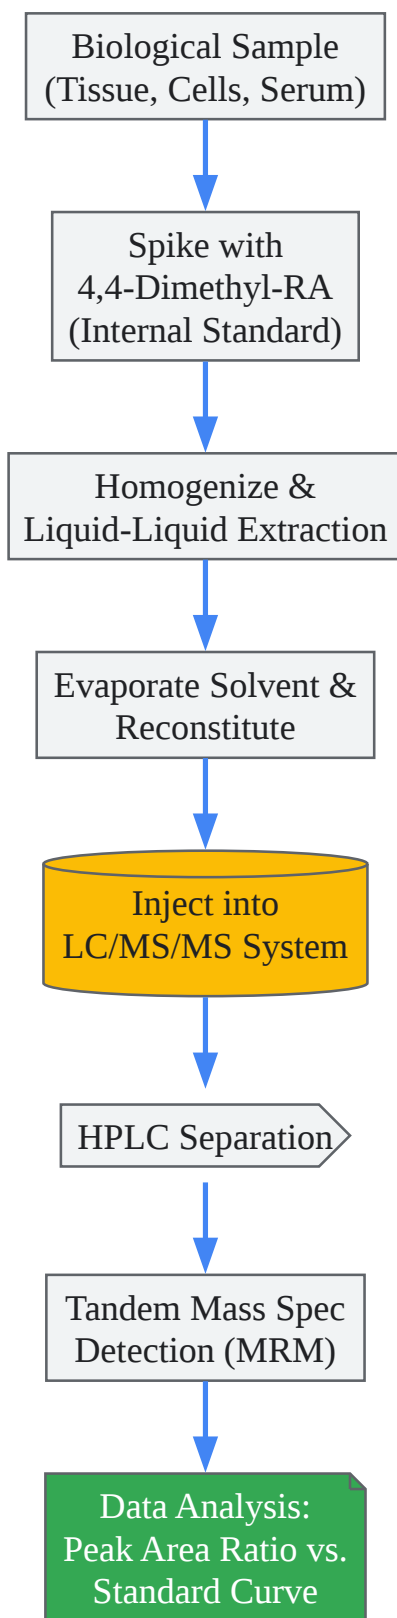 Biological Sample
(Tissue, Cells, Serum)
Spike with
4,4-Dimethyl-RA
(Internal Standard)
Homogenize &
Liquid-Liquid Extraction
Evaporate Solvent &
Reconstitute
Inject into
LC/MS/MS System
HPLC Separation
Tandem Mass Spec
Detection (MRM)
Data Analysis:
Peak Area Ratio vs.
Standard Curve